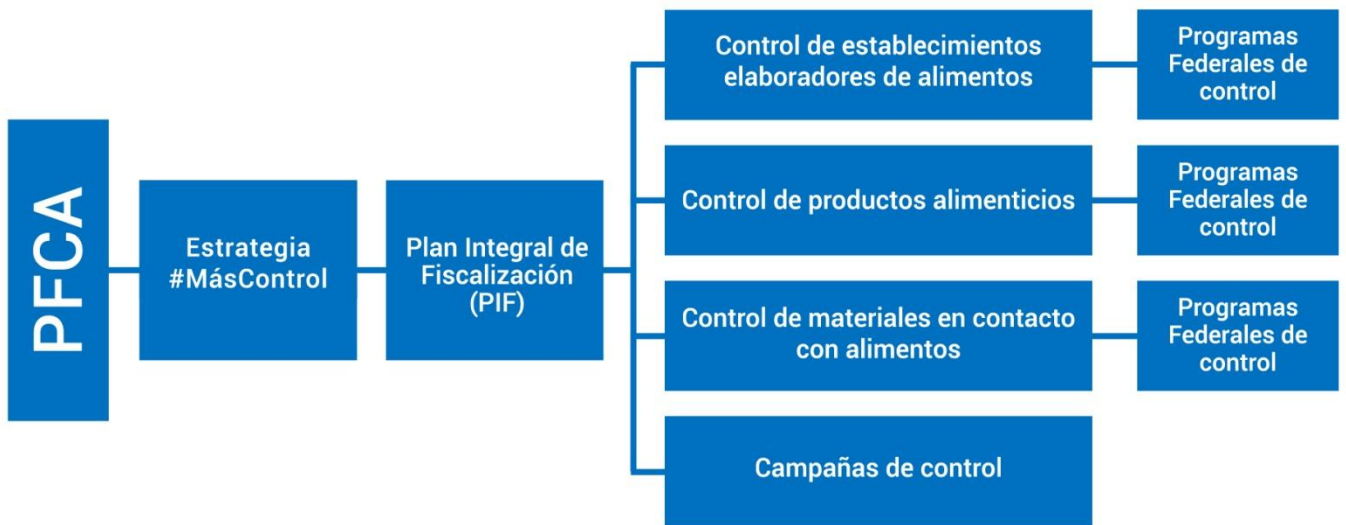 PFCA
Estrategia
#MásControl
Plan Integral de
Fiscalización
(PIF)
Control de establecimientos
elaboradores de alimentos
Programas
Federales de
control
Control de productos alimenticios
Programas
Federales de
control
Control de materiales en contacto
con alimentos
Programas
Federales de
control
Campañas de control